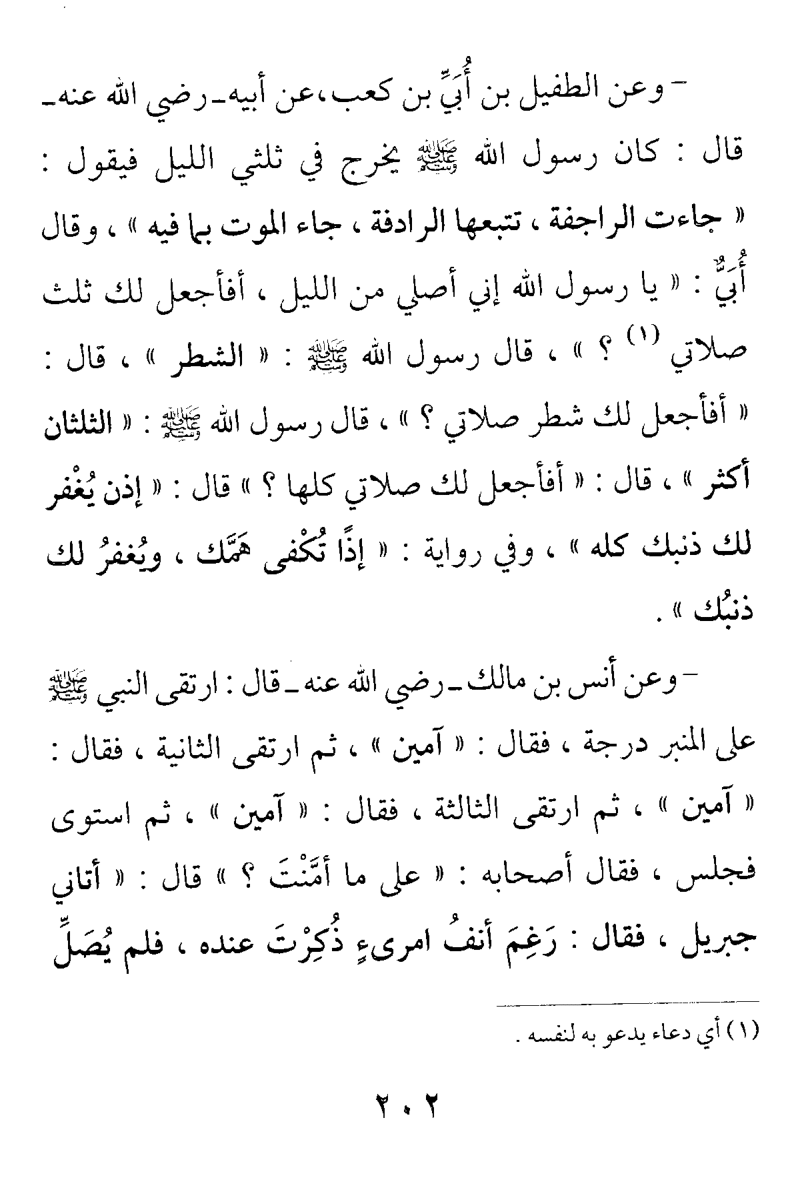 - وعن الطفيل بن أُبَيِّ بن كعب،عن أبيه ـ رضي الله عنه ـ
قال : كان رسول الله ﷺ يخرج في ثلثي الليل فيقول :
« جاءت الراجفة ، تتبعها الرادفة ، جاء الموت بما فيه » ، وقال
أُبَيٌّ : « يا رسول الله إني أصلي من الليل ، أفأجعل لك ثلث
صلاتي (١) ؟ » ، قال رسول الله ﷺ : « الشطر » ، قال :
« أفأجعل لك شطر صلاتي ؟ » ، قال رسول الله ﷺ : « الثلثان
أكثر » ، قال : « أفأجعل لك صلاتي كلها ؟ » قال : « إذن يُغْفر
لك ذنبك كله » ، وفي رواية : « إذًا تُكْفى هَمَّك ، ويُغفرُ لك
ذنبُك » .
- وعن أنس بن مالك ـ رضي الله عنه ـ قال : ارتقى النبي ﷺ
على المنبر درجة ، فقال : « آمين » ، ثم ارتقى الثانية ، فقال :
« آمين » ، ثم ارتقى الثالثة ، فقال : « آمين » ، ثم استوى
فجلس ، فقال أصحابه : « على ما أمَّنْتَ ؟ » قال : « أتاني
جبريل ، فقال : رَغِمَ أنفُ امرىءٍ ذُكِرْتَ عنده ، فلم يُصَلِّ
(١) أي دعاء يدعو به لنفسه .
٢٠٢